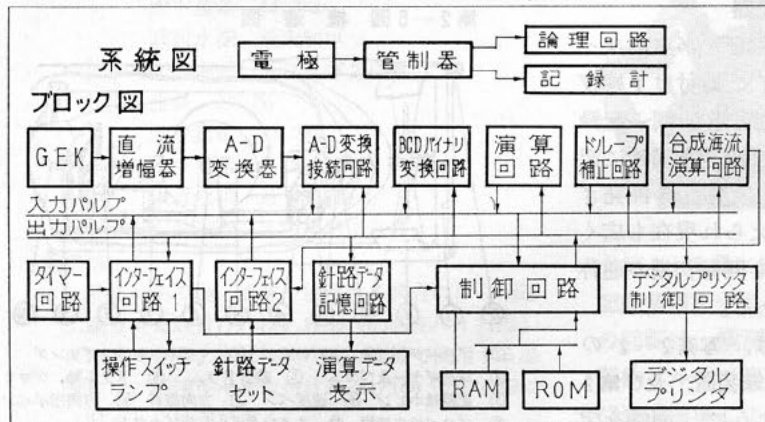 系統図
電極
管制器
論理回路
記録計
ブロック図
GEK
直流
増幅器
A-D
変換器
A-D変換
接続回路
BCDバイナリ
変換回路
演算
回路
ドループ
補正回路
合成海流
演算回路
入力パルプ
出力パルプ
タイマー
回路
インターフェイス
回路1
インターフェイス
回路2
針路データ
記憶回路
制御回路
デジタルプリンタ
制御回路
操作スイッチ
ランプ
針路データ
セット
演算データ
表示
RAM
ROM
デジタル
プリンタ